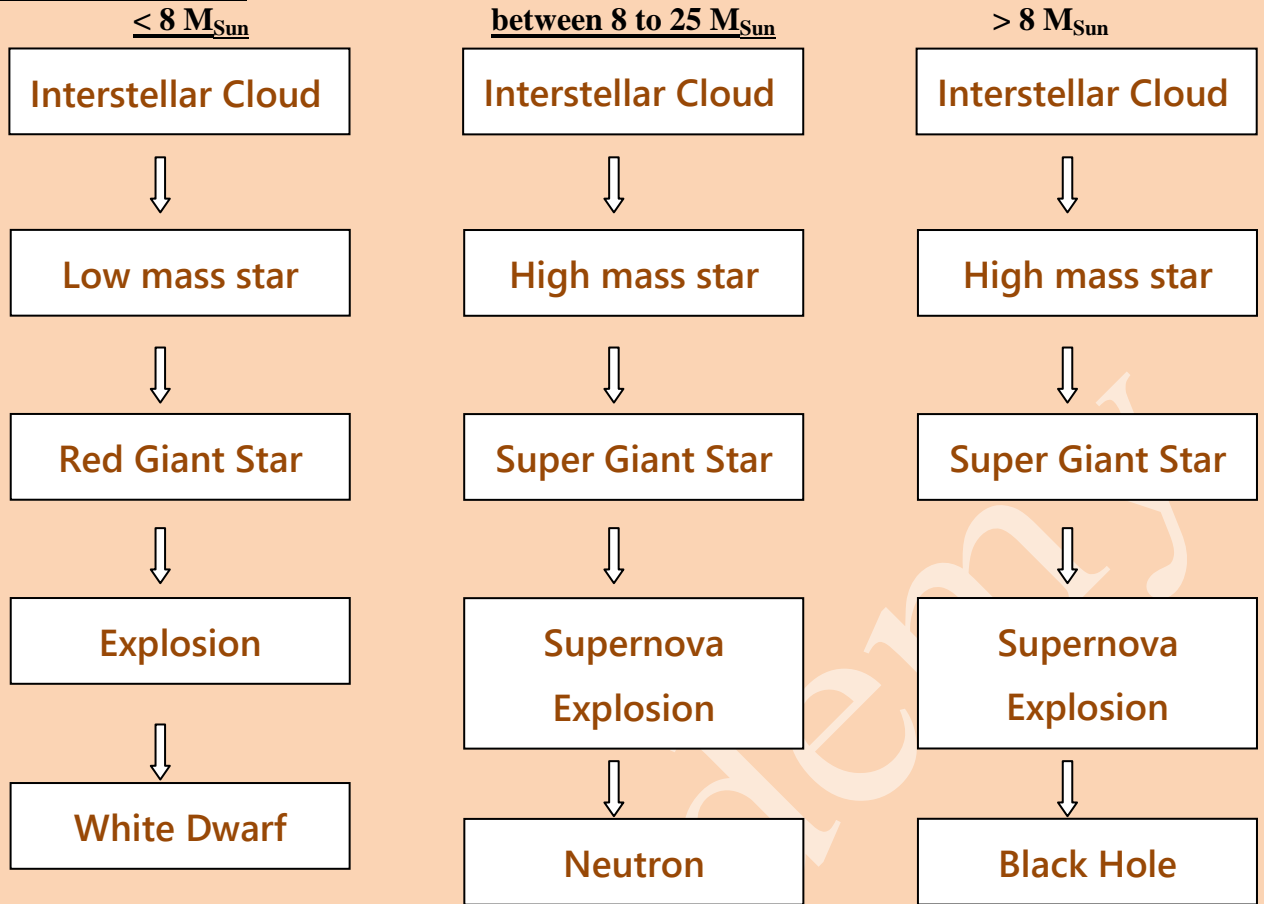 < 8 MSun
between 8 to 25 MSun
> 8 MSun
Interstellar Cloud
Interstellar Cloud
Interstellar Cloud
Low mass star
High mass star
High mass star
Red Giant Star
Super Giant Star
Super Giant Star
Explosion
Supernova
Explosion
Supernova
Explosion
White Dwarf
Neutron
Black Hole